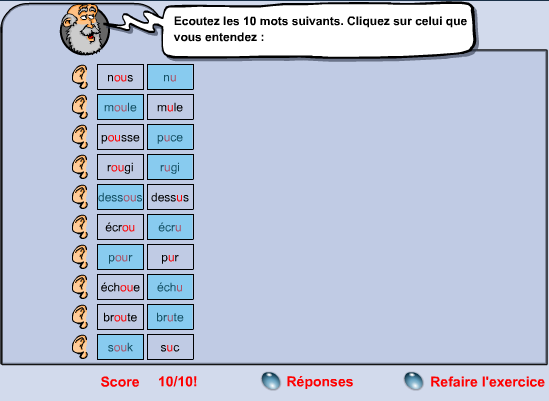 Ecoutez les 10 mots suivants. Cliquez sur celui que
vous entendez :
nous nu
moule mule
pousse puce
rougi rugi
dessous dessus
écrou écru
pour pur
échoue échu
broute brute
souk suc
Score 10/10! Réponses Refaire l'exercice